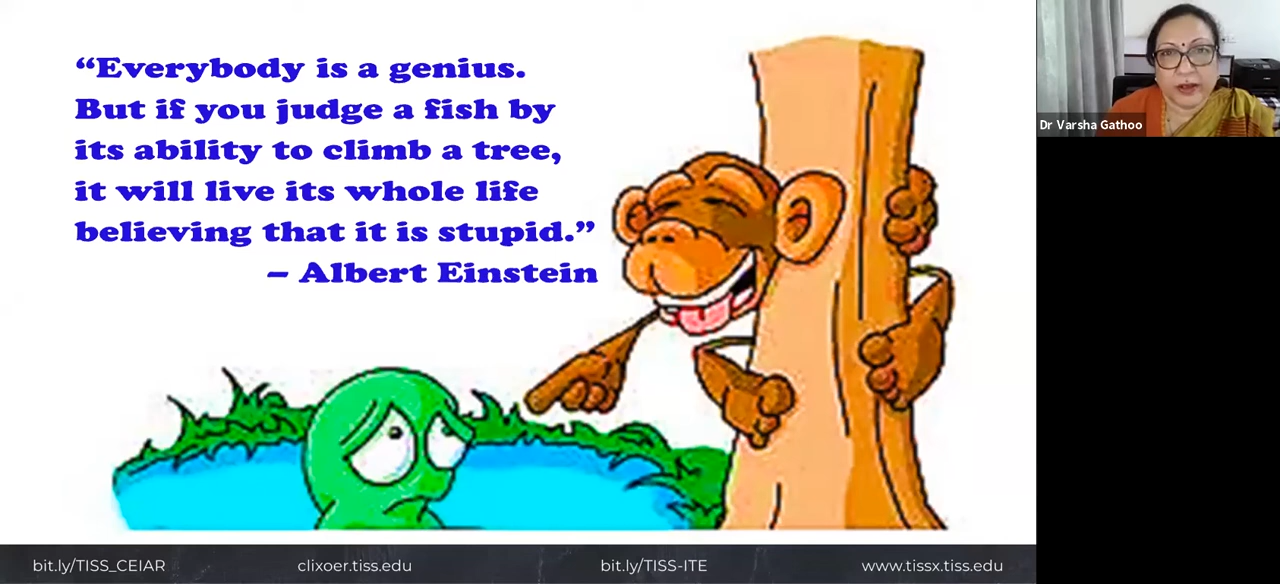 “Everybody is a genius.
But if you judge a fish by
its ability to climb a tree,
it will live its whole life
believing that it is stupid.”
– Albert Einstein
Dr Varsha Gathoo
bit.ly/TISS_CEIAR clixoer.tiss.edu bit.ly/TISS-ITE www.tissx.tiss.edu